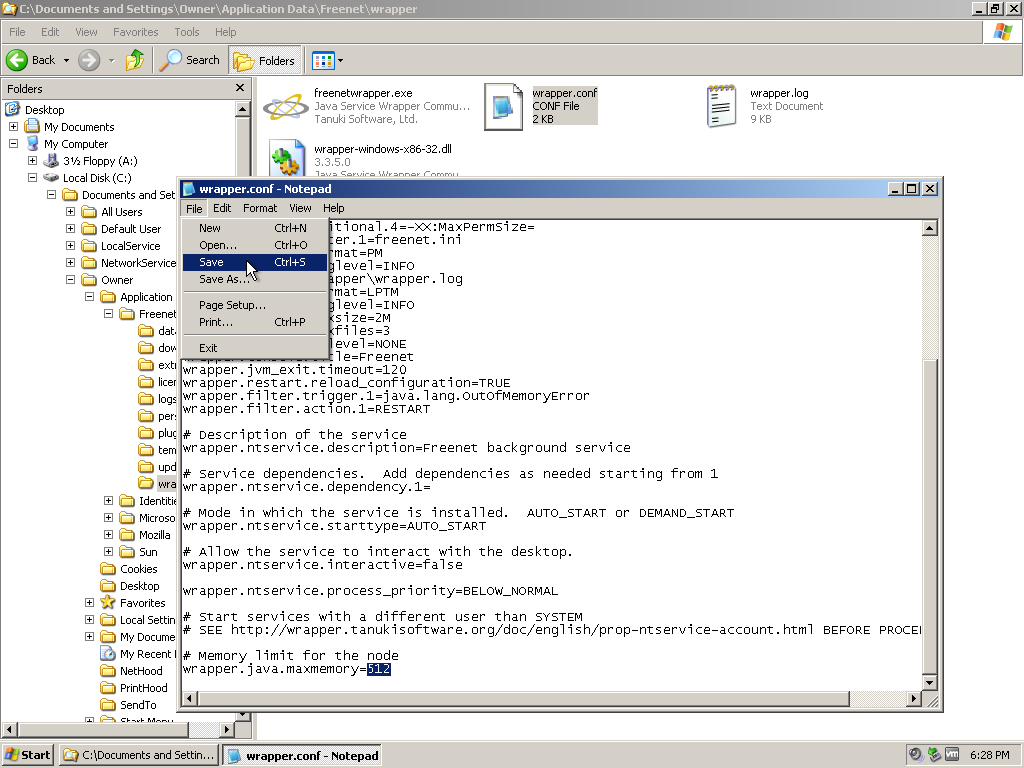 C:\Documents and Settings\Owner\Application Data\Freenet\wrapper
File Edit View Favorites Tools Help
Back Search Folders
Folders
Desktop
My Documents
My Computer
3½ Floppy (A:)
Local Disk (C:)
Documents and Set
All Users
Default User
LocalService
NetworkService
Owner
Application
Freenet
data
dow
extr
licen
logs
pers
plug
tem
upd
wra
Identitie
Microso
Mozilla
Sun
Cookies
Desktop
Favorites
Local Settin
My Docume
My Recent
NetHood
PrintHood
SendTo
Start Menu
freenetwrapper.exe
Java Service Wrapper Commu...
Tanuki Software, Ltd.
wrapper.conf
CONF File
2 KB
wrapper.log
Text Document
9 KB
wrapper-windows-x86-32.dll
3.3.5.0
Java Service Wrapper Commu
wrapper.conf - Notepad
File Edit Format View Help
New Ctrl+N
Open... Ctrl+O
Save Ctrl+S
Save As...
Page Setup...
Print... Ctrl+P
Exit
itional.4=-XX:MaxPermSize=
ter.1=freenet.ini
rmat=PM
glevel=INFO
apper\wrapper.log
rmat=LPTM
glevel=INFO
xsize=2M
xfiles=3
level=NONE
tle=Freenet
wrapper.jvm_exit.timeout=120
wrapper.restart.reload_configuration=TRUE
wrapper.filter.trigger.1=java.lang.OutOfMemoryError
wrapper.filter.action.1=RESTART
# Description of the service
wrapper.ntservice.description=Freenet background service
# Service dependencies.  Add dependencies as needed starting from 1
wrapper.ntservice.dependency.1=
# Mode in which the service is installed.  AUTO_START or DEMAND_START
wrapper.ntservice.starttype=AUTO_START
# Allow the service to interact with the desktop.
wrapper.ntservice.interactive=false
wrapper.ntservice.process_priority=BELOW_NORMAL
# Start services with a different user than SYSTEM
# SEE http://wrapper.tanukisoftware.org/doc/english/prop-ntservice-account.html BEFORE PROCE
# Memory limit for the node
wrapper.java.maxmemory=512
Start C:\Documents and Settin... wrapper.conf - Notepad 6:28 PM